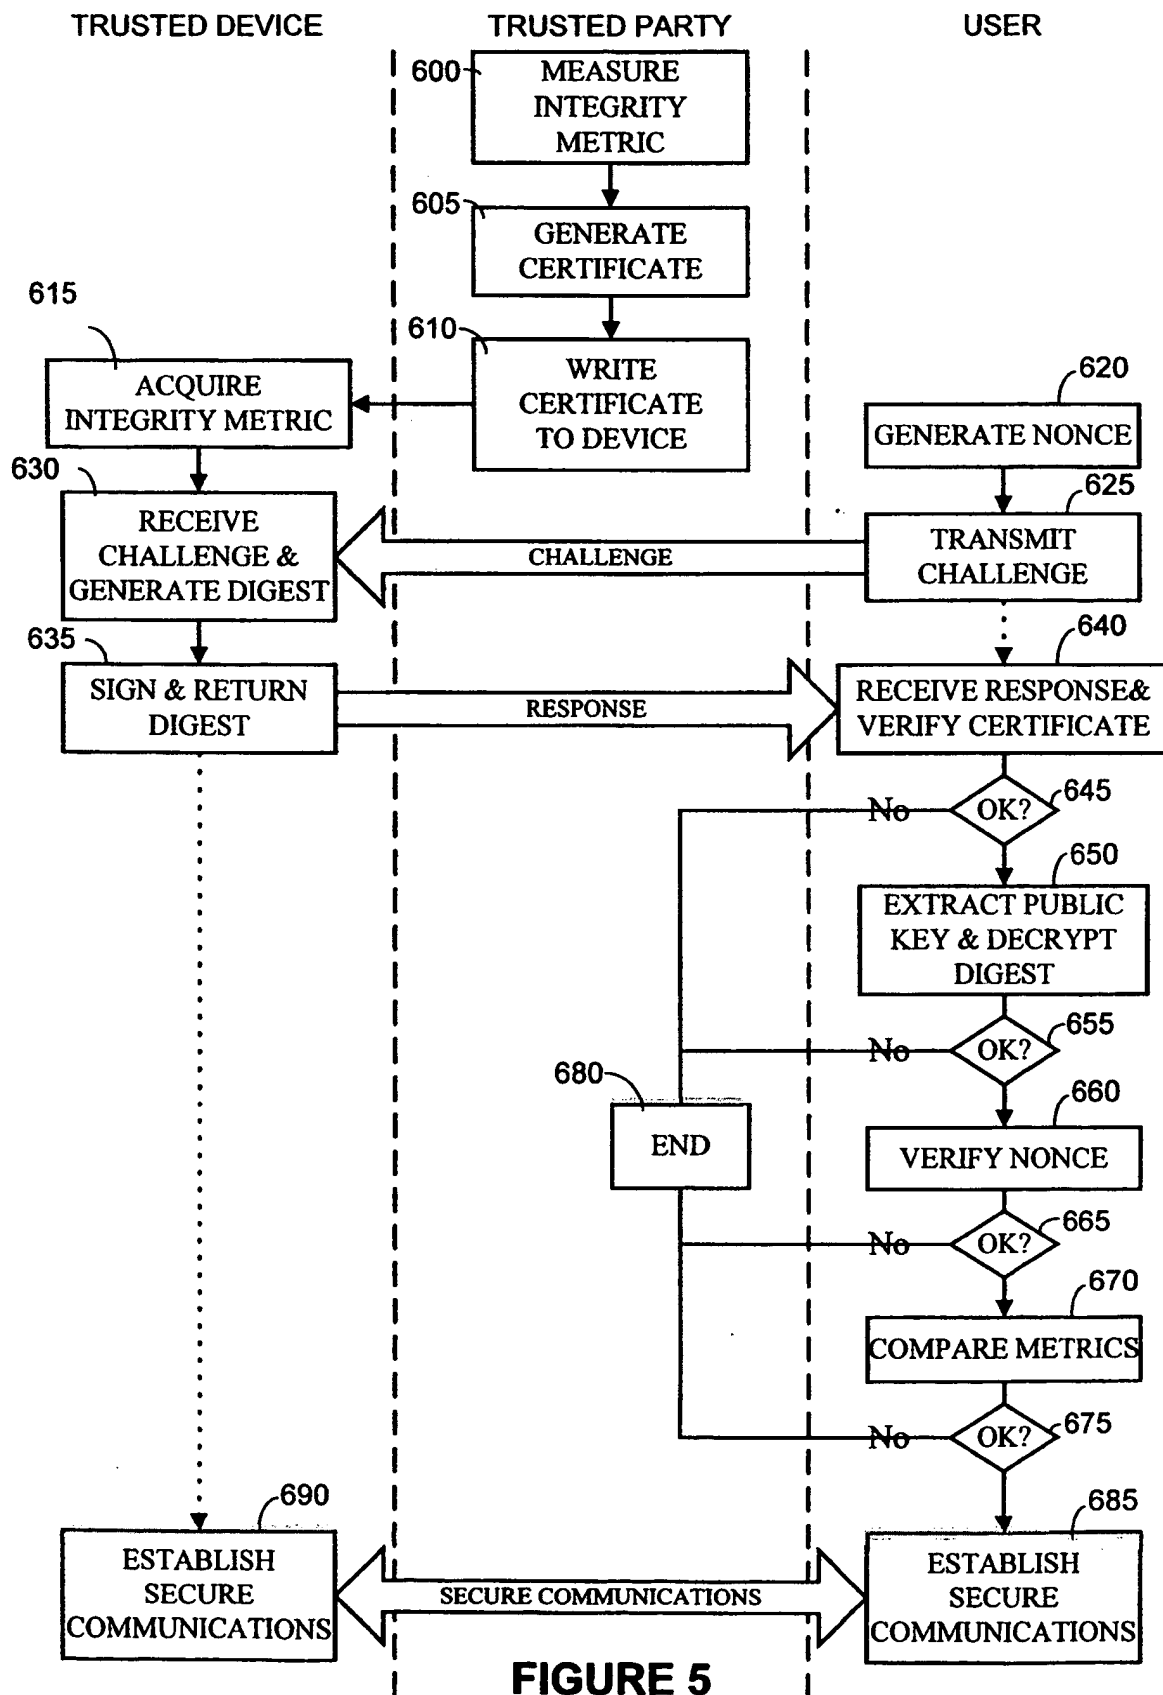 TRUSTED DEVICE
TRUSTED PARTY
USER
600
MEASURE
INTEGRITY
METRIC
605
GENERATE
CERTIFICATE
615
610
ACQUIRE
INTEGRITY METRIC
WRITE
CERTIFICATE
TO DEVICE
620
GENERATE NONCE
630
RECEIVE
CHALLENGE &
GENERATE DIGEST
CHALLENGE
625
TRANSMIT
CHALLENGE
635
SIGN & RETURN
DIGEST
RESPONSE
640
RECEIVE RESPONSE&
VERIFY CERTIFICATE
No
OK?
645
650
EXTRACT PUBLIC
KEY & DECRYPT
DIGEST
No
OK?
655
680
END
660
VERIFY NONCE
No
OK?
665
670
COMPARE METRICS
No
OK?
675
690
ESTABLISH
SECURE
COMMUNICATIONS
SECURE COMMUNICATIONS
685
ESTABLISH
SECURE
COMMUNICATIONS
FIGURE 5